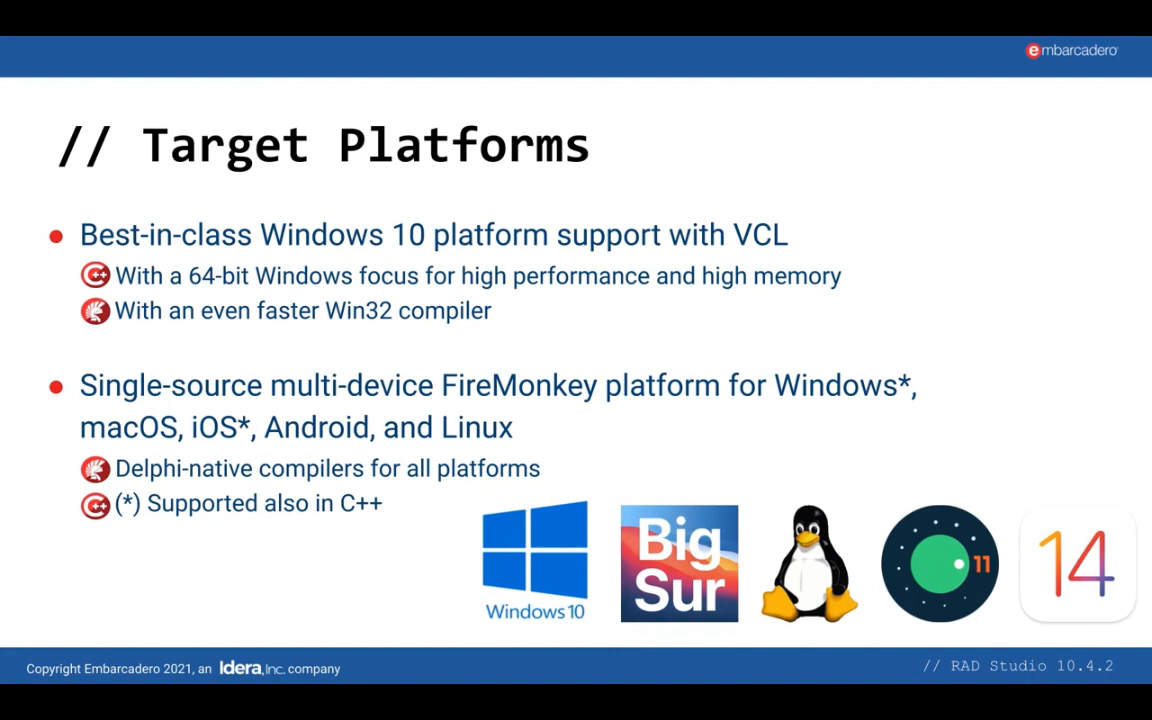 embarcadero
// Target Platforms
Best-in-class Windows 10 platform support with VCL
With a 64-bit Windows focus for high performance and high memory
With an even faster Win32 compiler
Single-source multi-device FireMonkey platform for Windows*,
macOS, iOS*, Android, and Linux
Delphi-native compilers for all platforms
(*) Supported also in C++
Windows 10
Big
Sur
11
14
Copyright Embarcadero 2021, an Idera, Inc. company
// RAD Studio 10.4.2